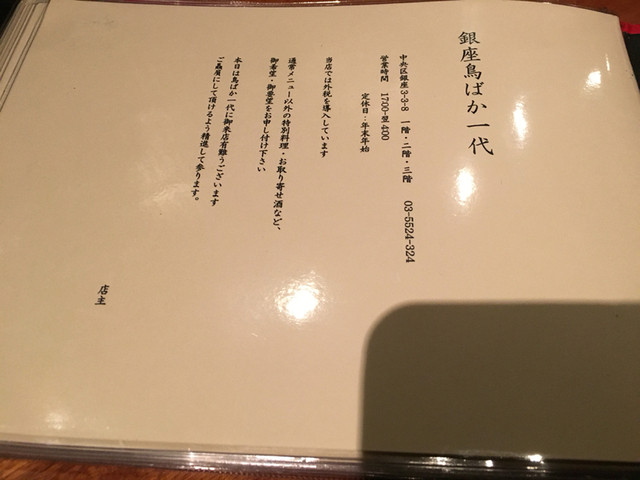 銀座鳥ばか一代
中央区銀座3-3-8 一階・二階・三階 03-5524-324
営業時間 17:00-翌4:00
定休日:年末年始
当店では外税を導入しています
通常メニュー以外の特別料理・お取り寄せ酒など、
御希望・御要望をお申し付け下さい
本日は鳥ばか一代に御来店有難うございます
ご贔屓にして頂けるよう精進して参ります。
店主